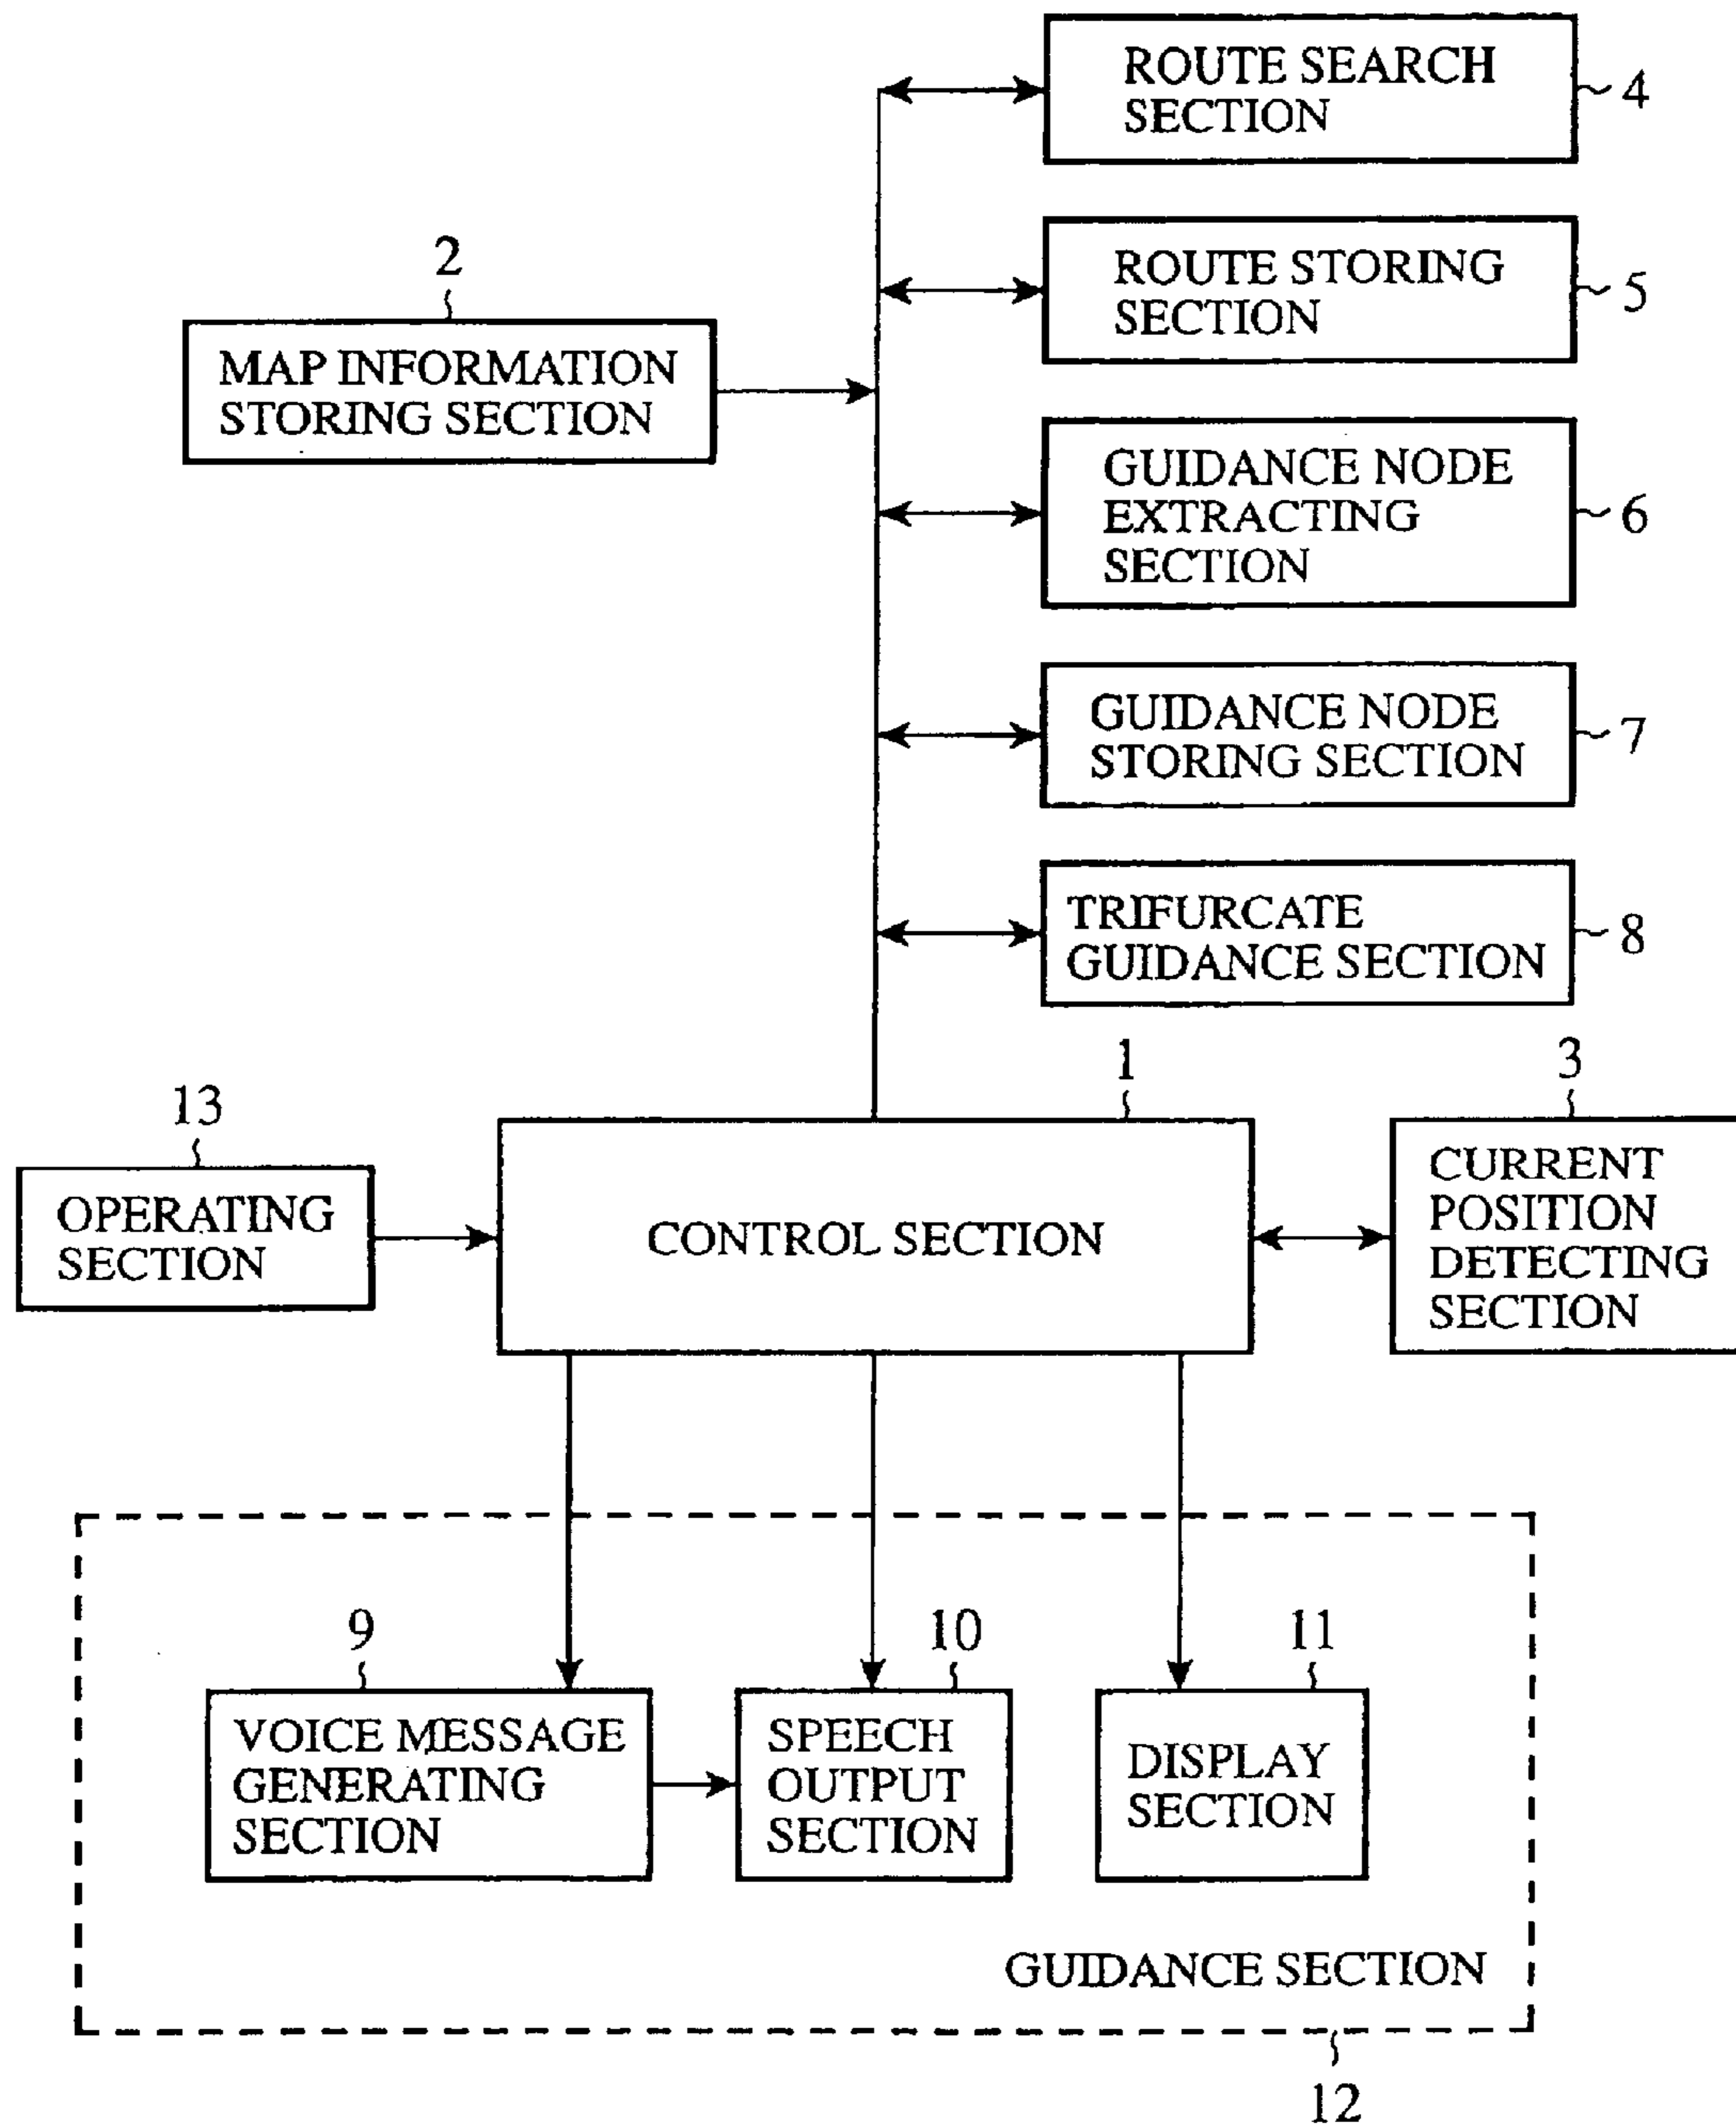 ROUTE SEARCH
SECTION
4
ROUTE STORING
SECTION
5
2
MAP INFORMATION
STORING SECTION
GUIDANCE NODE
EXTRACTING
SECTION
6
GUIDANCE NODE
STORING SECTION
7
TRIFURCATE
GUIDANCE SECTION
8
1
3
13
OPERATING
SECTION
CONTROL SECTION
CURRENT
POSITION
DETECTING
SECTION
9
10
11
VOICE MESSAGE
GENERATING
SECTION
SPEECH
OUTPUT
SECTION
DISPLAY
SECTION
GUIDANCE SECTION
12